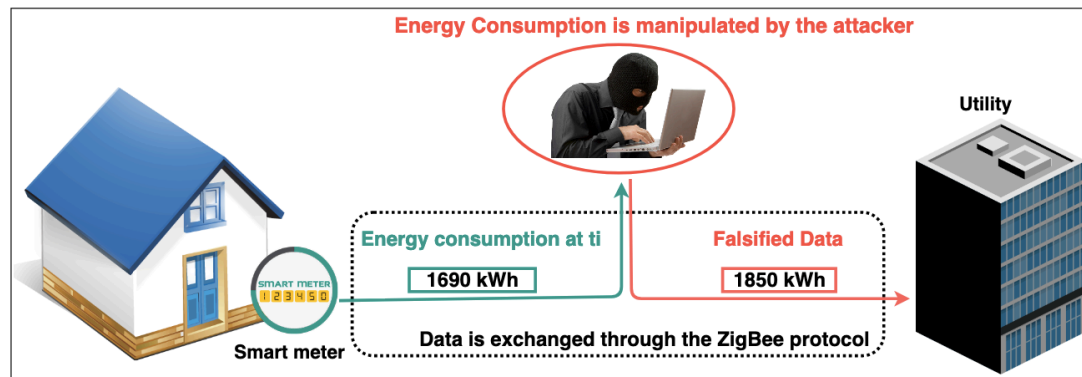 Energy Consumption is manipulated by the attacker
Utility
Energy consumption at ti
Falsified Data
1690 kWh
1850 kWh
SMART METER
123450
Data is exchanged through the ZigBee protocol
Smart meter